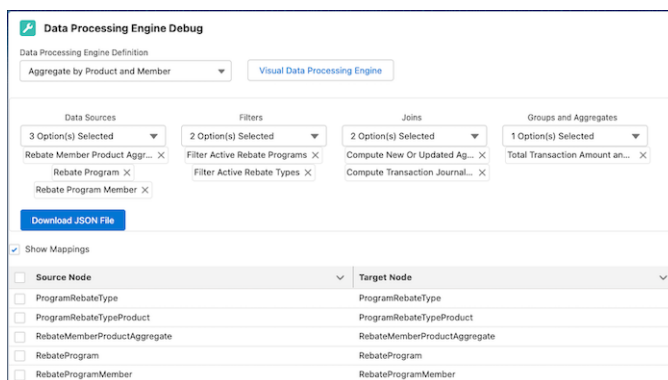 Data Processing Engine Debug
Data Processing Engine Definition
Aggregate by Product and Member
Visual Data Processing Engine
Data Sources Filters Joins Groups and Aggregates
3 Option(s) Selected 2 Option(s) Selected 2 Option(s) Selected 1 Option(s) Selected
Rebate Member Product Aggr... Filter Active Rebate Programs Compute New Or Updated Ag... Total Transaction Amount an...
Rebate Program Filter Active Rebate Types Compute Transaction Journal...
Rebate Program Member
Download JSON File
Show Mappings
Source Node Target Node
ProgramRebateType ProgramRebateType
ProgramRebateTypeProduct ProgramRebateTypeProduct
RebateMemberProductAggregate RebateMemberProductAggregate
RebateProgram RebateProgram
RebateProgramMember RebateProgramMember